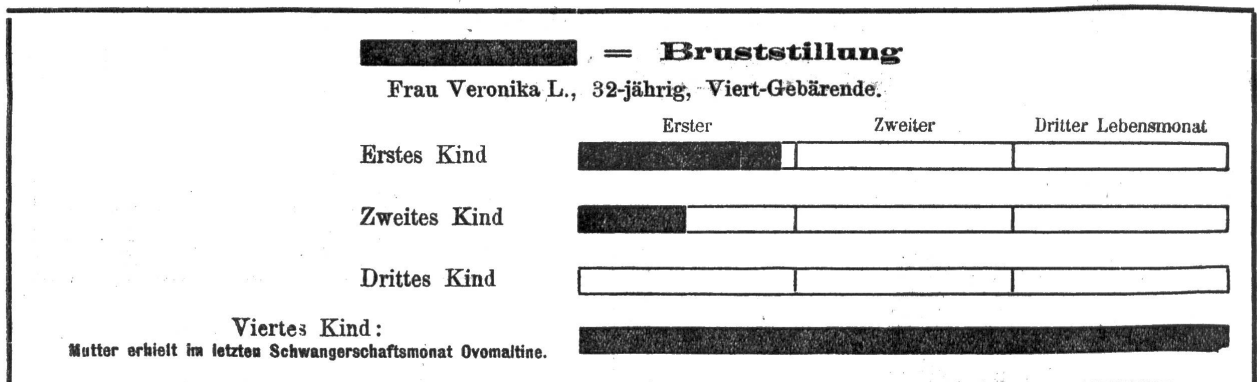 = Bruststillung
Frau Veronika L., 32-jährig, Viert-Gebärende.
Erster Zweiter Dritter Lebensmonat
Erstes Kind
Zweites Kind
Drittes Kind
Viertes Kind:
Mutter erhielt im letzten Schwangerschaftsmonat Ovomaltine.